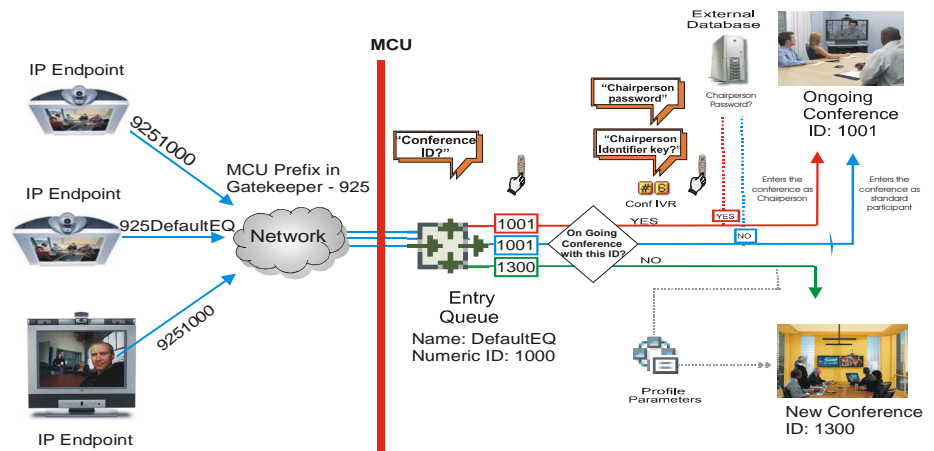 IP Endpoint
9251000
IP Endpoint
925DefaultEQ
9251000
IP Endpoint
MCU Prefix in
Gatekeeper - 925
Network
MCU
“Conference
ID?”
Entry
Queue
Name: DefaultEQ
Numeric ID: 1000
1001
1001
1300
“Chairperson
password”
“Chairperson
Identifier key?”
# 6
Conf IVR
On Going
Conference
with this ID?
YES
NO
External
Database
Chairperson
Password?
YES
NO
Ongoing
Conference
ID: 1001
Enters the
conference as
Chairperson
Enters the
conference as
standard
participant
Profile
Parameters
New Conference
ID: 1300